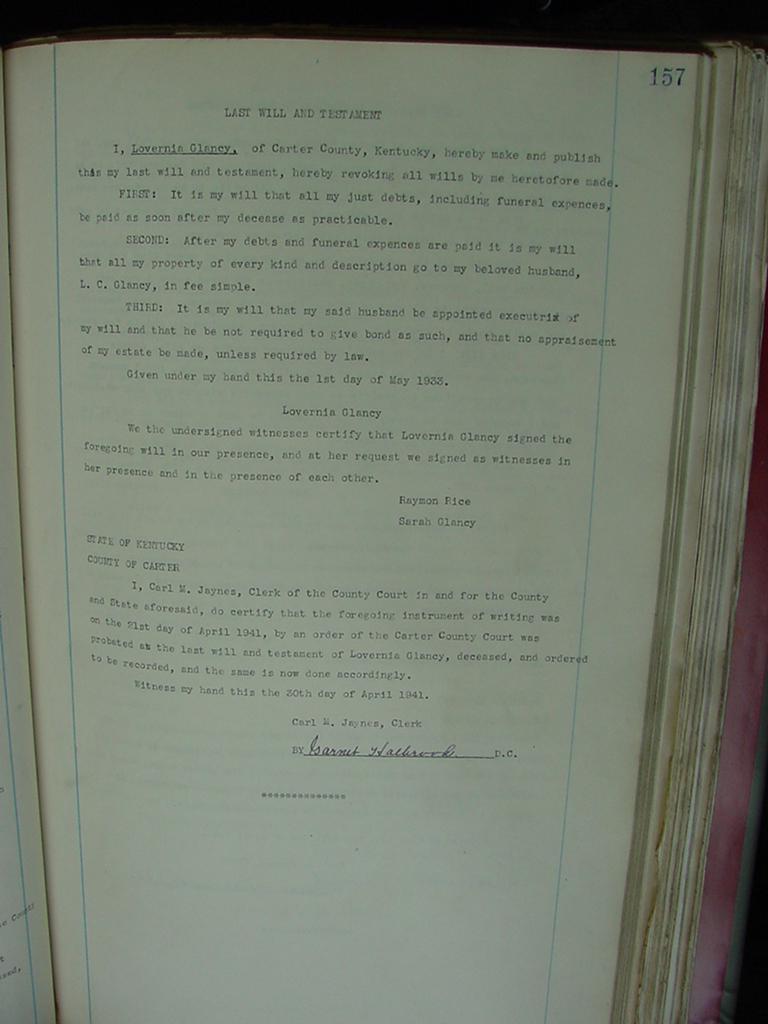 157
LAST WILL AND TESTAMENT
I, Lovernia Glancy, of Carter County, Kentucky, hereby make and publish
this my last will and testament, hereby revoking all wills by me heretofore made.
FIRST: It is my will that all my just debts, including funeral expences,
be paid as soon after my decease as practicable.
SECOND: After my debts and funeral expences are paid it is my will
that all my property of every kind and description go to my beloved husband,
L. C. Glancy, in fee simple.
THIRD: It is my will that my said husband be appointed executrix of
my will and that he be not required to give bond as such, and that no appraisement
of my estate be made, unless required by law.
Given under my hand this the 1st day of May 1933.
Lovernia Glancy
We the undersigned witnesses certify that Lovernia Glancy signed the
foregoing will in our presence, and at her request we signed as witnesses in
her presence and in the presence of each other.
Raymon Rice
Sarah Glancy
STATE OF KENTUCKY
COUNTY OF CARTER
I, Carl M. Jaynes, Clerk of the County Court in and for the County
and State aforesaid, do certify that the foregoing instrument of writing was
on the 21st day of April 1941, by an order of the Carter County Court was
probated as the last will and testament of Lovernia Glancy, deceased, and ordered
to be recorded, and the same is now done accordingly.
Witness my hand this the 30th day of April 1941.
Carl M. Jaynes, Clerk
BY Garnet Holbrook D.C.
**************